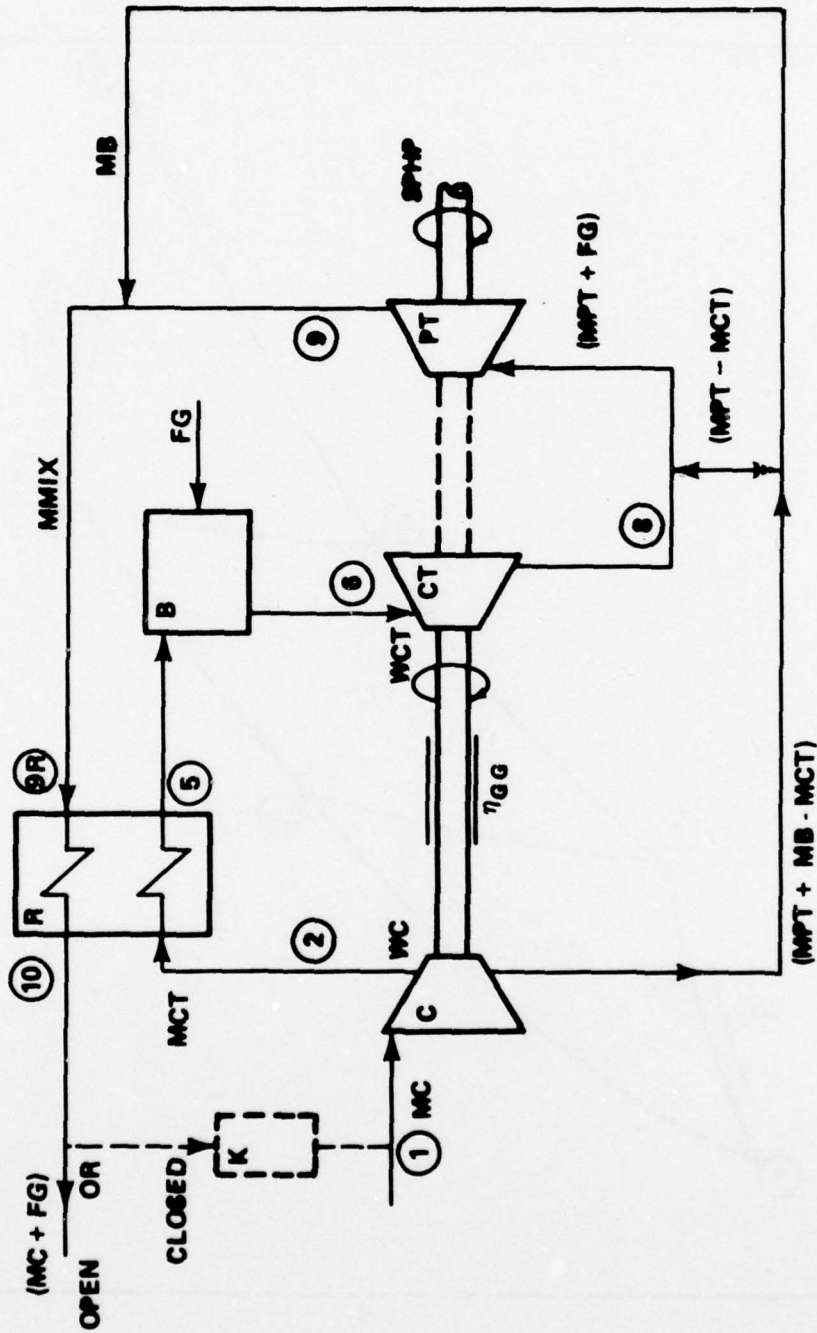 (MC + FG)
OPEN OR
CLOSED
K
1
MC
10
R
9R
MCT
2
5
WC
C
MMIX
MB
B
FG
6
WCT
CT
ηGG
9
PT
SPHP
8
(MPT + FG)
(MPT - MCT)
(MPT + MB - MCT)